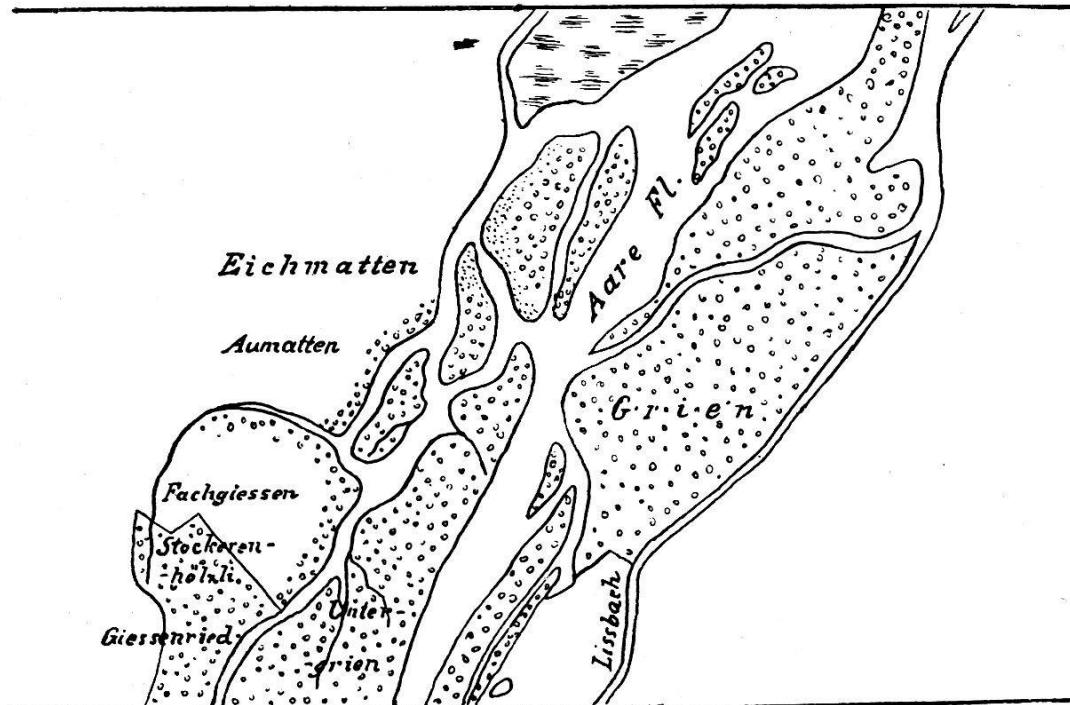 Aare Fl.
Eichmatten
Aumatten
Grien
Fachgiessen
Stockeren-
-hölzli.
Giessenried
Unter-
-grien
Lissbach